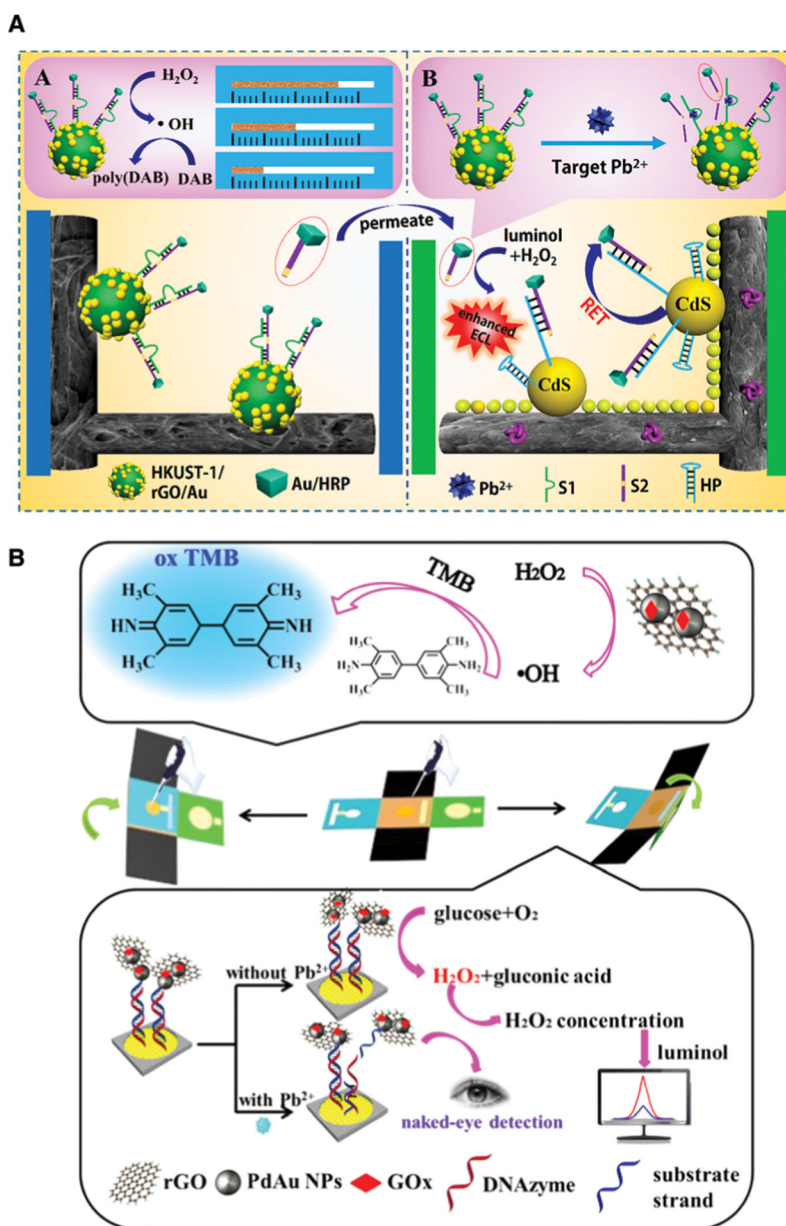 A
A
H₂O₂
• OH
poly(DAB) DAB
B
Target Pb²⁺
permeate
luminol
+H₂O₂
enhanced
ECL
RET
CdS
CdS
HKUST-1/
rGO/Au
Au/HRP
Pb²⁺
S1
S2
HP
B
ox TMB
H₃C CH₃
HN NH
H₃C CH₃
TMB
H₂O₂
H₃C CH₃
H₂N NH₂
H₃C CH₃
•OH
without Pb²⁺
with Pb²⁺
glucose+O₂
H₂O₂+gluconic acid
H₂O₂ concentration
luminol
naked-eye detection
rGO PdAu NPs GOx DNAzyme substrate
strand